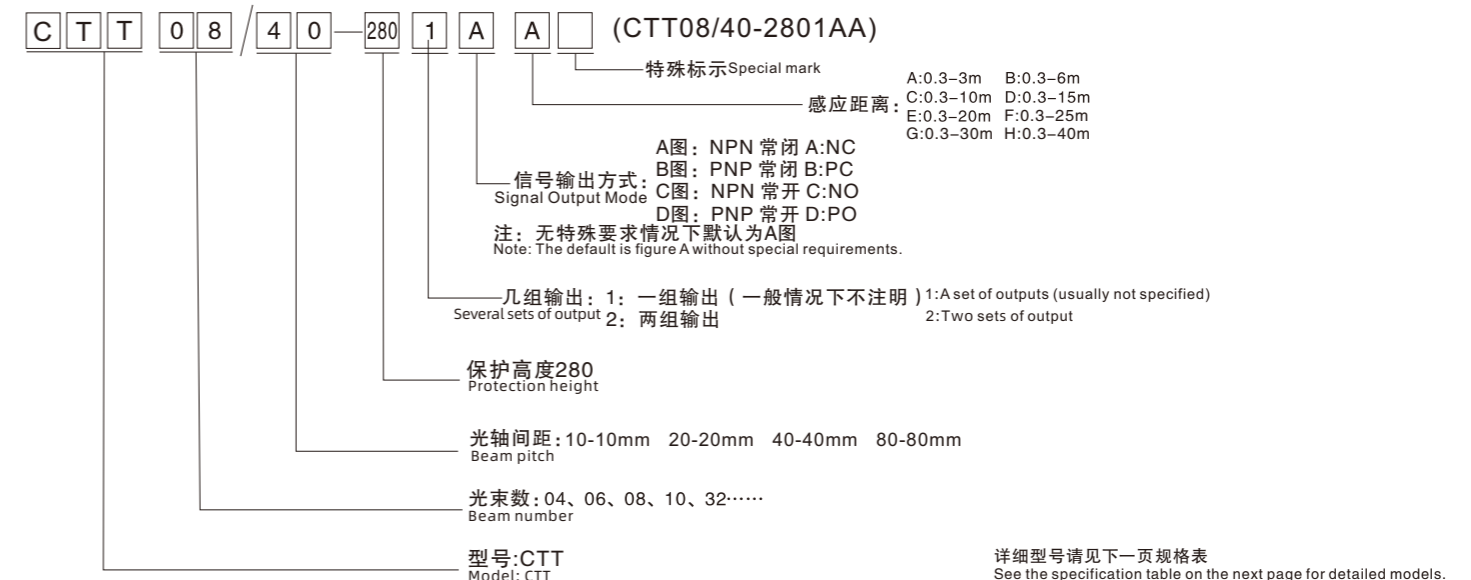 CTT 08/40—280 1 A A (CTT08/40-2801AA)
特殊标示Special mark
感应距离：
A:0.3–3m B:0.3–6m
C:0.3–10m D:0.3–15m
E:0.3–20m F:0.3–25m
G:0.3–30m H:0.3–40m
信号输出方式：
Signal Output Mode
A图：NPN 常闭 A:NC
B图：PNP 常闭 B:PC
C图：NPN 常开 C:NO
D图：PNP 常开 D:PO
注：无特殊要求情况下默认为A图
Note: The default is figure A without special requirements.
几组输出：1：一组输出（一般情况下不注明）1:A set of outputs (usually not specified)
Several sets of output 2：两组输出 2:Two sets of output
保护高度280
Protection height
光轴间距：10-10mm 20-20mm 40-40mm 80-80mm
Beam pitch
光束数：04、06、08、10、32……
Beam number
型号:CTT
Model: CTT
详细型号请见下一页规格表
See the specification table on the next page for detailed models.